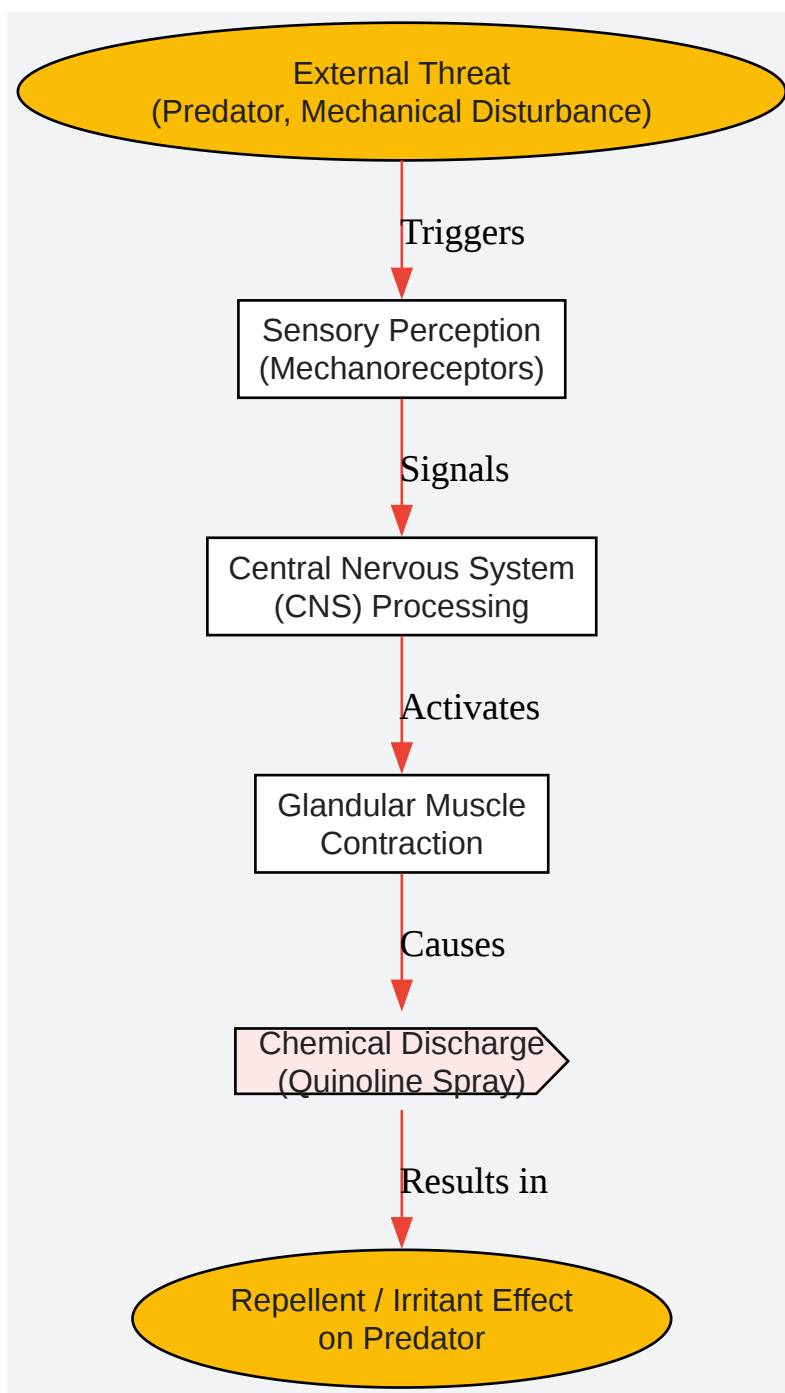 External Threat
(Predator, Mechanical Disturbance)
Triggers
Sensory Perception
(Mechanoreceptors)
Signals
Central Nervous System
(CNS) Processing
Activates
Glandular Muscle
Contraction
Causes
Chemical Discharge
(Quinoline Spray)
Results in
Repellent / Irritant Effect
on Predator